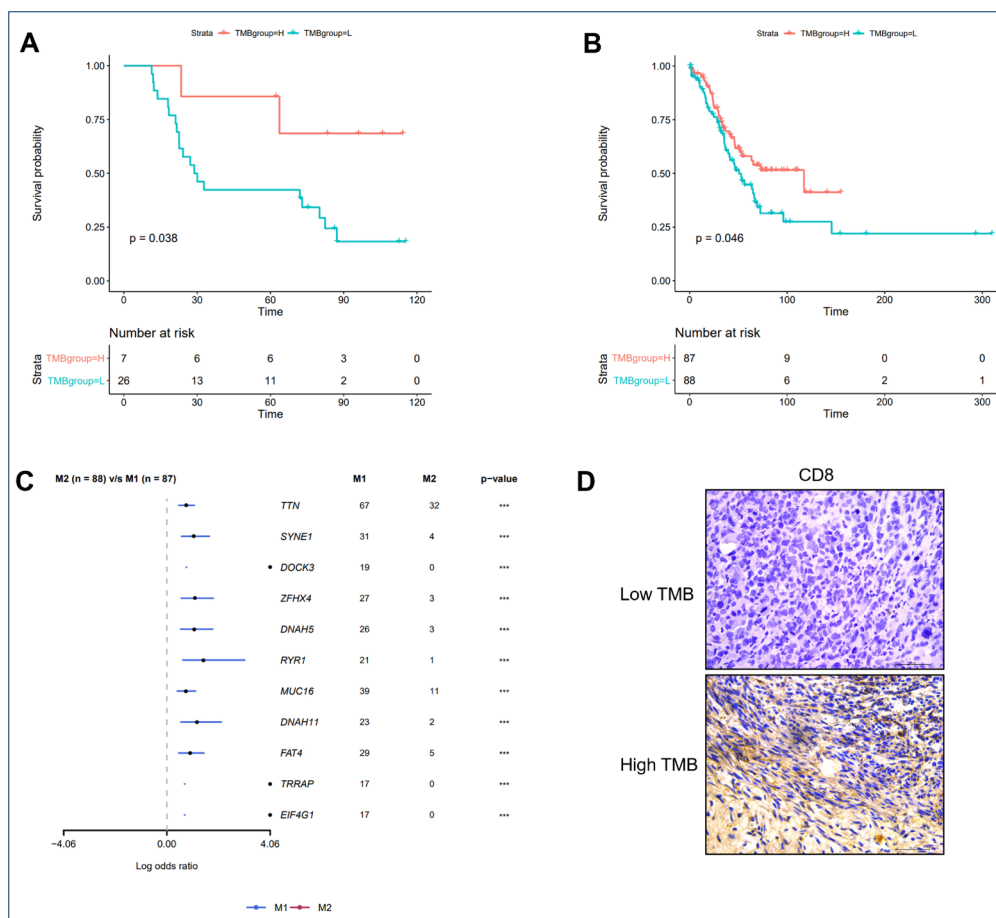 A
Strata TMBgroup=H TMBgroup=L
1.00
0.75
0.50
0.25
0.00
Survival probability
p = 0.038
0 30 60 90 120
Time
Number at risk
Strata
TMBgroup=H 7 6 6 3 0
TMBgroup=L 26 13 11 2 0
0 30 60 90 120
Time
B
Strata TMBgroup=H TMBgroup=L
1.00
0.75
0.50
0.25
0.00
Survival probability
p = 0.046
0 100 200 300
Time
Number at risk
Strata
TMBgroup=H 87 9 0 0
TMBgroup=L 88 6 2 1
0 100 200 300
Time
C
M2 (n = 88) v/s M1 (n = 87) M1 M2 p-value
TTN 67 32 ***
SYNE1 31 4 ***
DOCK3 19 0 ***
ZFHX4 27 3 ***
DNAH5 26 3 ***
RYR1 21 1 ***
MUC16 39 11 ***
DNAH11 23 2 ***
FAT4 29 5 ***
TRRAP 17 0 ***
EIF4G1 17 0 ***
−4.06 0.00 4.06
Log odds ratio
M1 M2
D
CD8
Low TMB
High TMB